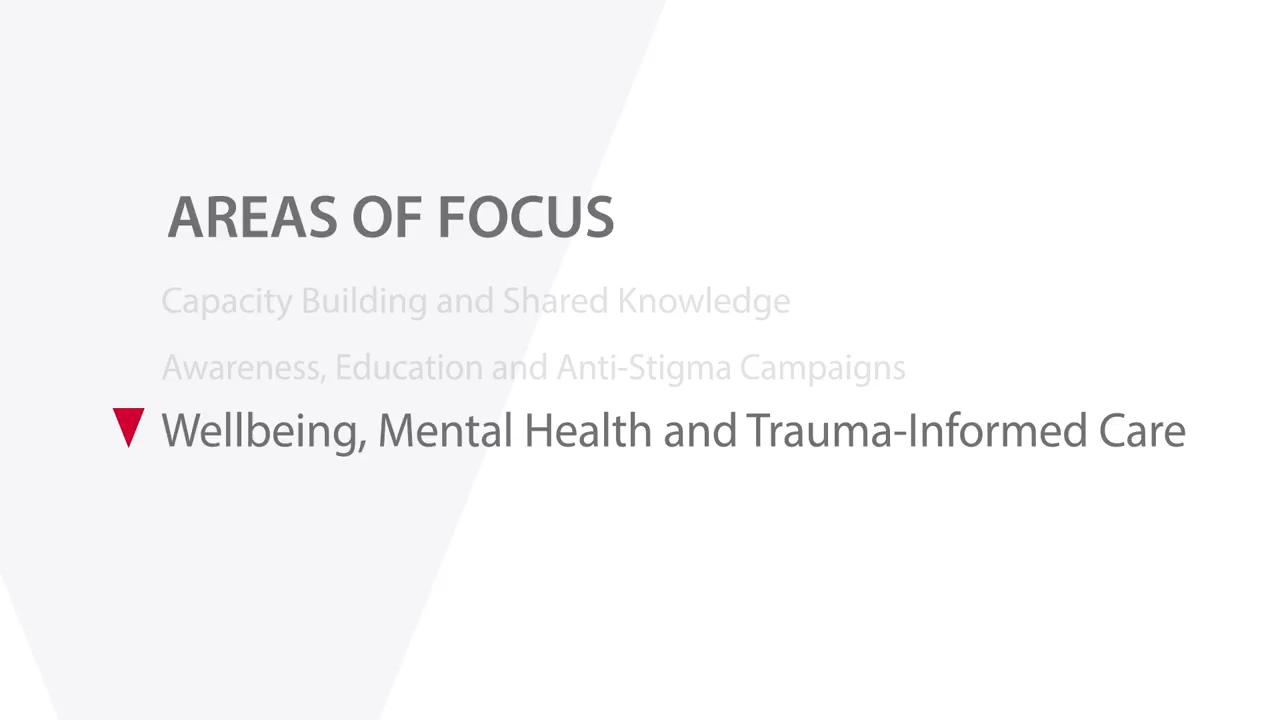 AREAS OF FOCUS
Capacity Building and Shared Knowledge
Awareness, Education and Anti-Stigma Campaigns
Wellbeing, Mental Health and Trauma-Informed Care